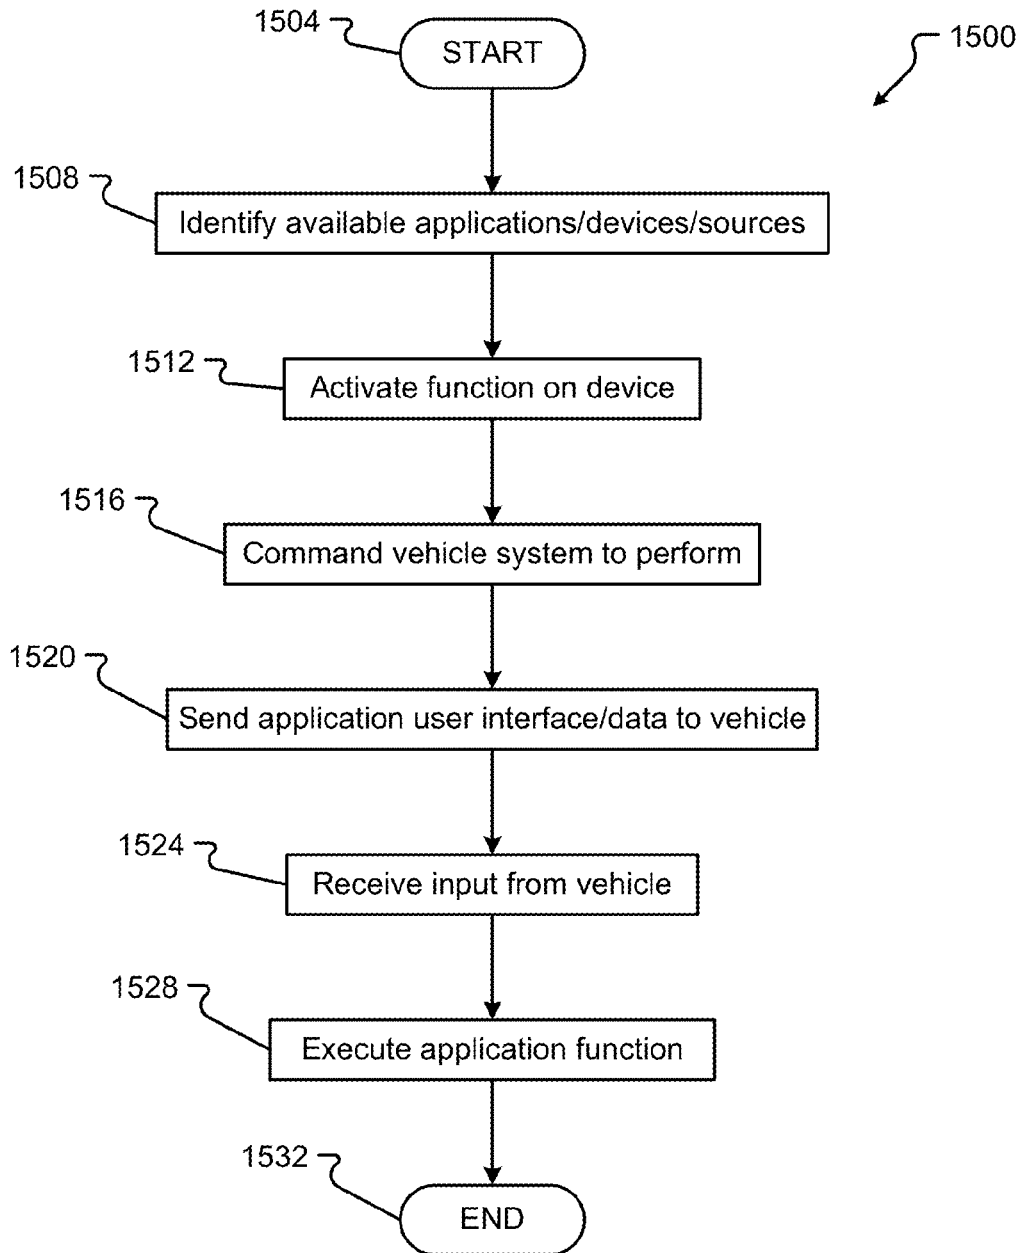 1504
START
1500
1508
Identify available applications/devices/sources
1512
Activate function on device
1516
Command vehicle system to perform
1520
Send application user interface/data to vehicle
1524
Receive input from vehicle
1528
Execute application function
1532
END